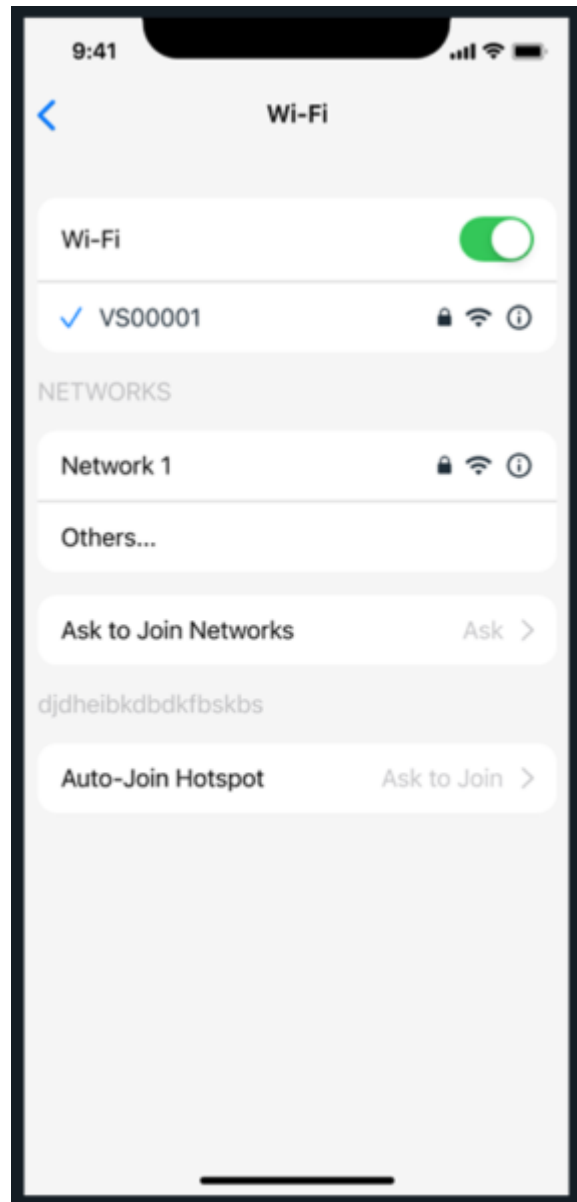 9:41
Wi-Fi
Wi-Fi
VS00001
NETWORKS
Network 1
Others...
Ask to Join Networks Ask
djdheibkdbdkfbskbs
Auto-Join Hotspot Ask to Join